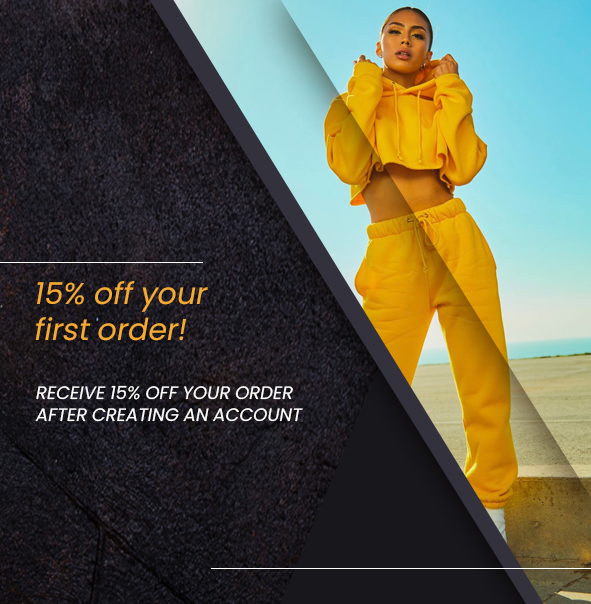 15% off your
first order!
RECEIVE 15% OFF YOUR ORDER
AFTER CREATING AN ACCOUNT